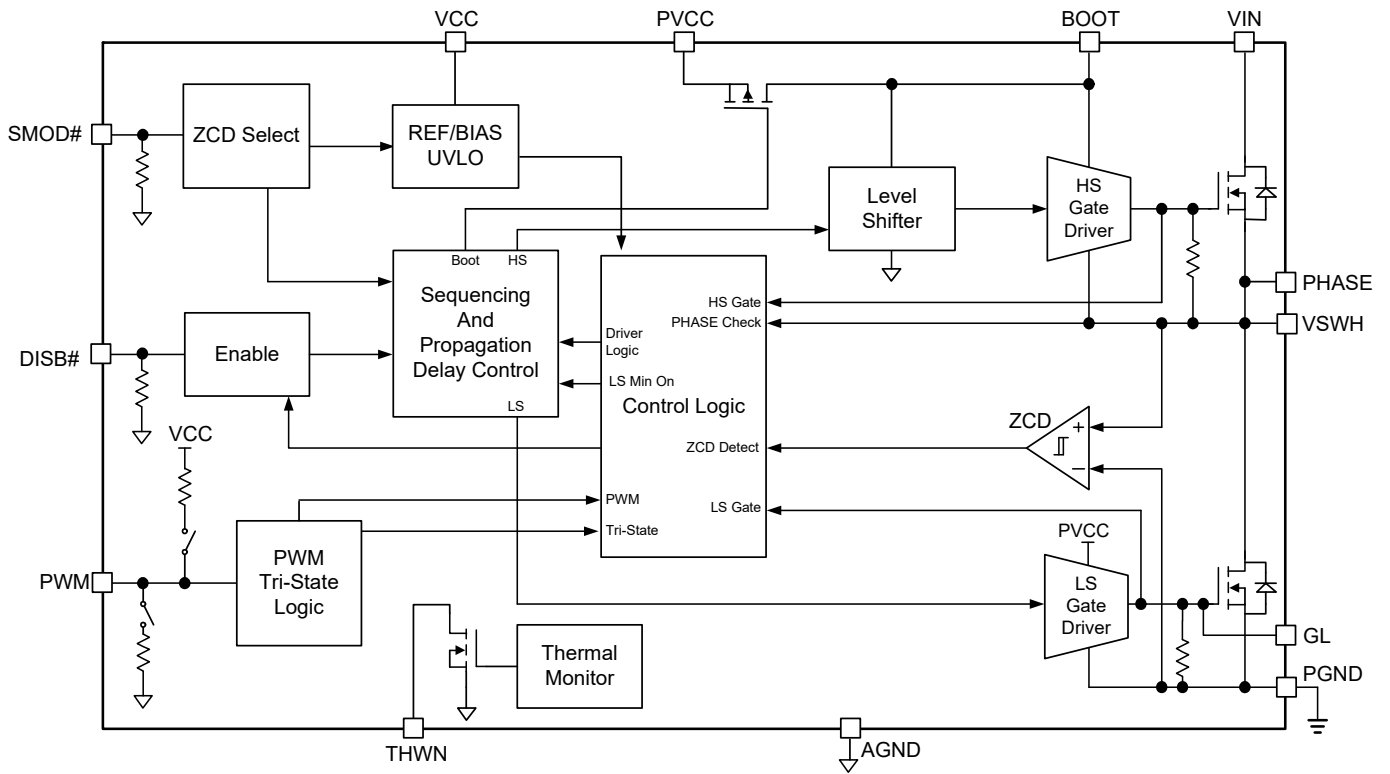 VCC
PVCC
BOOT
VIN
SMOD#
ZCD Select
REF/BIAS
UVLO
Level
Shifter
HS
Gate
Driver
Boot
HS
Sequencing
And
Propagation
Delay Control
LS
HS Gate
PHASE Check
Driver
Logic
LS Min On
Control Logic
ZCD Detect
LS Gate
PWM
Tri-State
PHASE
VSWH
DISB#
Enable
ZCD
+
−
VCC
PWM
PWM
Tri-State
Logic
PVCC
LS
Gate
Driver
GL
PGND
Thermal
Monitor
THWN
AGND